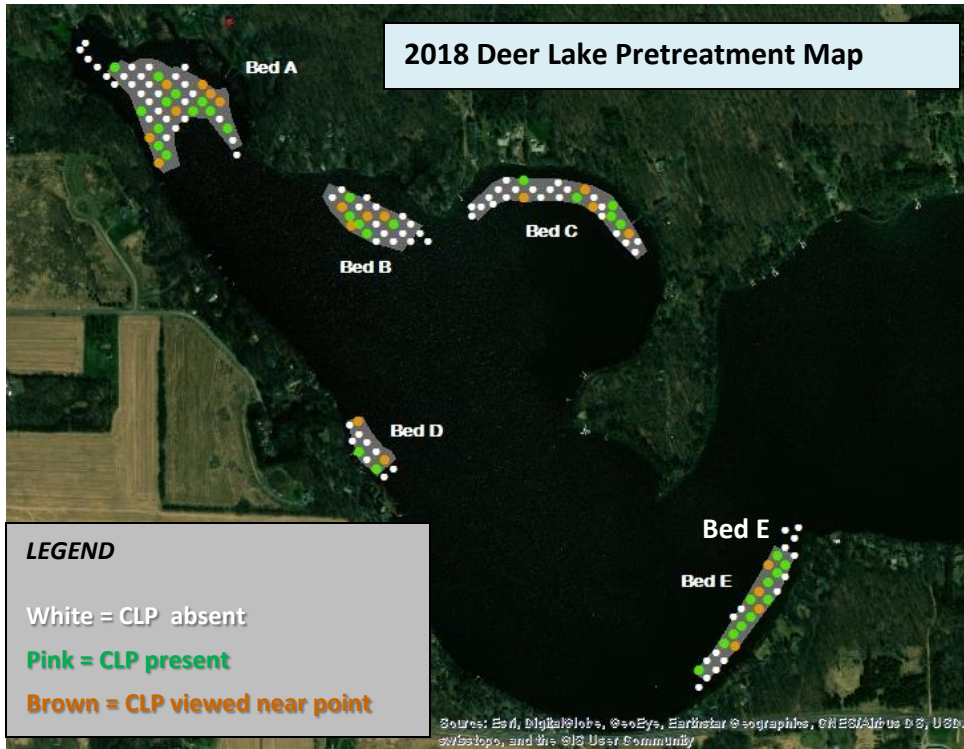 2018 Deer Lake Pretreatment Map
Bed A
Bed C
Bed B
Bed D
Bed E
Bed E
LEGEND
White = CLP  absent
Pink = CLP present
Brown = CLP viewed near point
Source: Esri, DigitalGlobe, GeoEye, Earthstar Geographics, CNES/Airbus DS, USD
swisstopo, and the GIS User Community